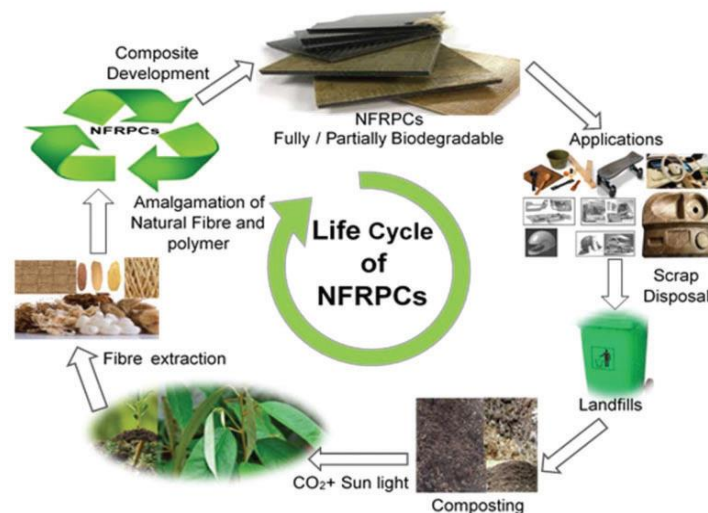 Composite
Development
NFRPCs
NFRPCs
Fully / Partially Biodegradable
Applications
Scrap
Disposal
Landfills
Composting
CO₂+ Sun light
Fibre extraction
Amalgamation of
Natural Fibre and
polymer
Life Cycle
of
NFRPCs